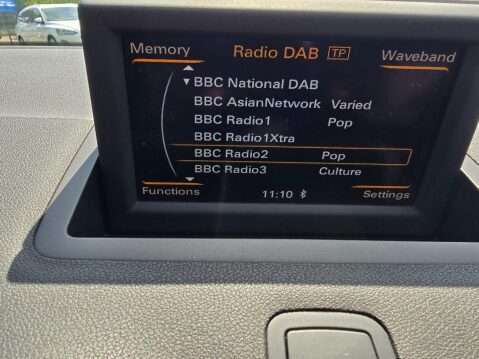 Memory Radio DAB TP Waveband
BBC National DAB
BBC AsianNetwork Varied
BBC Radio1 Pop
BBC Radio1Xtra
BBC Radio2 Pop
BBC Radio3 Culture
Functions 11:10 Settings